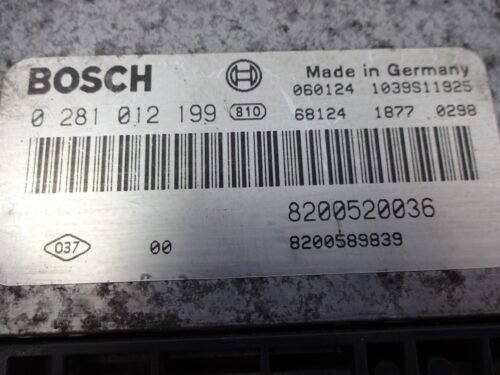 BOSCH
Made in Germany
060124 1039S11925
0 281 012 199 810 68124 1877 0298
8200520036
037 00 8200589839